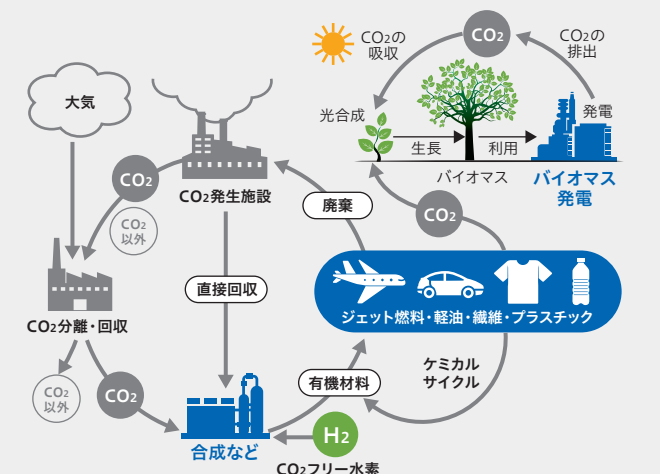 CO2の
吸収
CO2
CO2の
排出
大気
光合成
発電
生長
利用
バイオマス
バイオマス
発電
CO2
CO2発生施設
CO2
以外
廃棄
CO2
直接回収
ジェット燃料・軽油・繊維・プラスチック
CO2分離・回収
ケミカル
サイクル
有機材料
CO2
以外
CO2
H2
合成など
CO2フリー水素